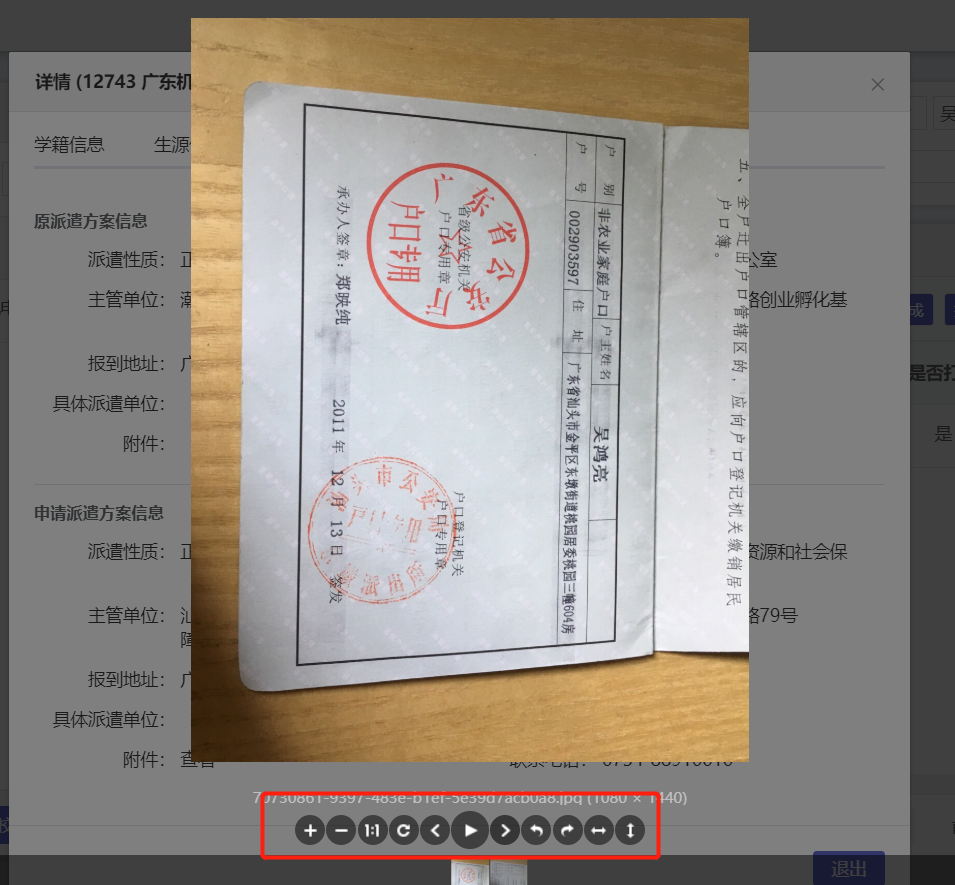 详情 (12743 广东机
学籍信息
生源
原派遣方案信息
派遣性质： 正
公室
主管单位：
格创业孵化基
报到地址： 广
具体派遣单位：
附件：
申请派遣方案信息
派遣性质： 正
资源和社会保
主管单位： 汕
障
路79号
报到地址： 广
具体派遣单位：
附件： 查看
联系电话：
吴
成
是否打
是
户 别 非农业家庭户口 户主姓名 吴鸿亮
户 号 002903597 住 址 广东省汕头市金平区东墩街道桃园居委桃园三幢604房
广东省公安厅
户口专用
省级公安机关
户口专用章
户口登记机关
户口专用章
承办人签章：郑映纯 2011 年 12 月 13 日 签发
五、全户迁出户口管辖区的，应向户口登记机关缴销居民
户口簿。
70730861-9397-483e-b1ef-5e39d7acb0a8.jpg (1080 × 1440)
1:1
退出